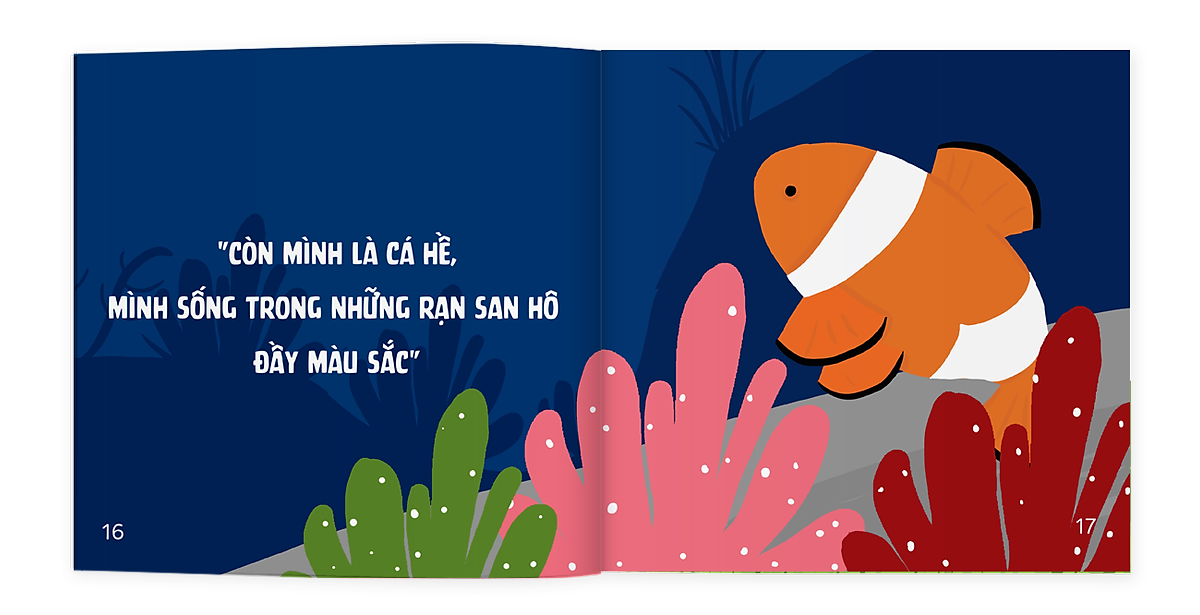 "CÒN MÌNH LÀ CÁ HỀ,
MÌNH SỐNG TRONG NHỮNG RẠN SAN HÔ
ĐẦY MÀU SẮC"
16
17